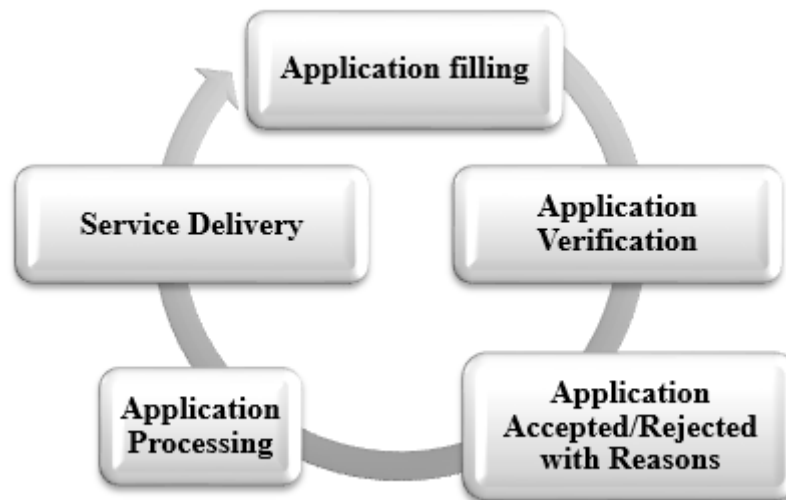 Application filling
Application
Verification
Application
Accepted/Rejected
with Reasons
Application
Processing
Service Delivery